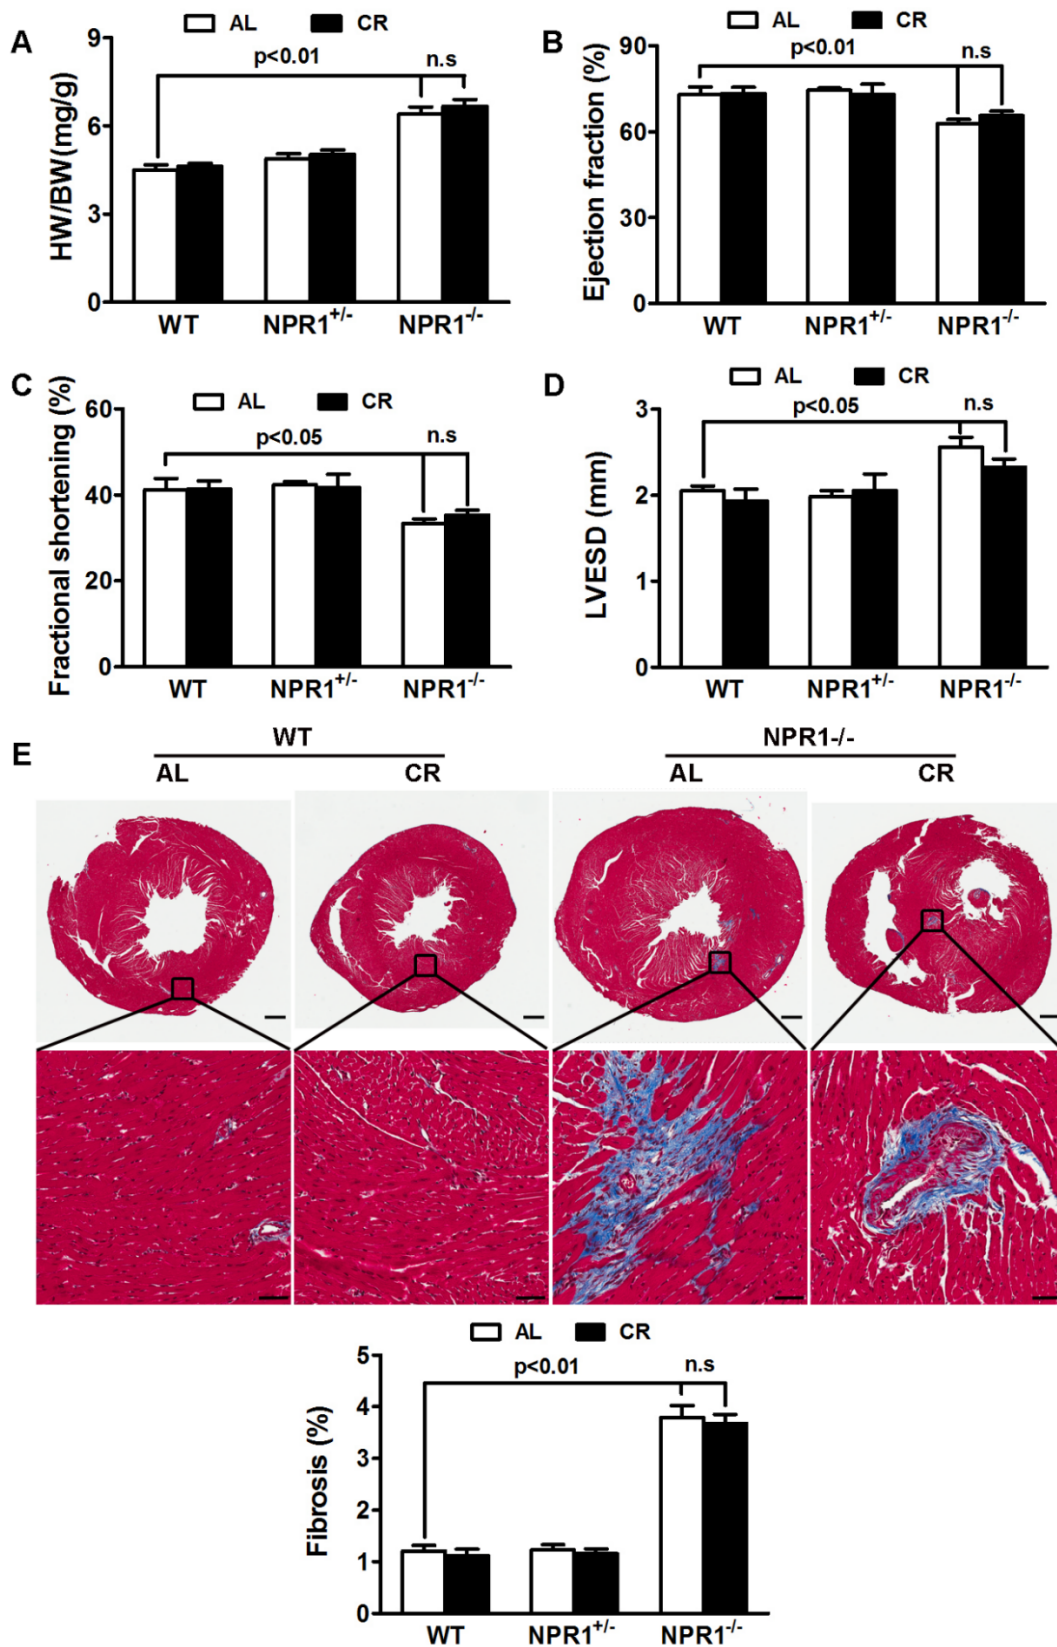 A
AL CR
HW/BW(mg/g)
9
6
3
0
p<0.01
n.s
WT NPR1+/- NPR1-/-
B
AL CR
Ejection fraction (%)
90
60
30
0
p<0.01
n.s
WT NPR1+/- NPR1-/-
C
AL CR
Fractional shortening (%)
60
40
20
0
p<0.05
n.s
WT NPR1+/- NPR1-/-
D
AL CR
LVESD (mm)
3
2
1
0
p<0.05
n.s
WT NPR1+/- NPR1-/-
E
WT NPR1-/-
AL CR AL CR
AL CR
Fibrosis (%)
5
4
3
2
1
0
p<0.01
n.s
WT NPR1+/- NPR1-/-